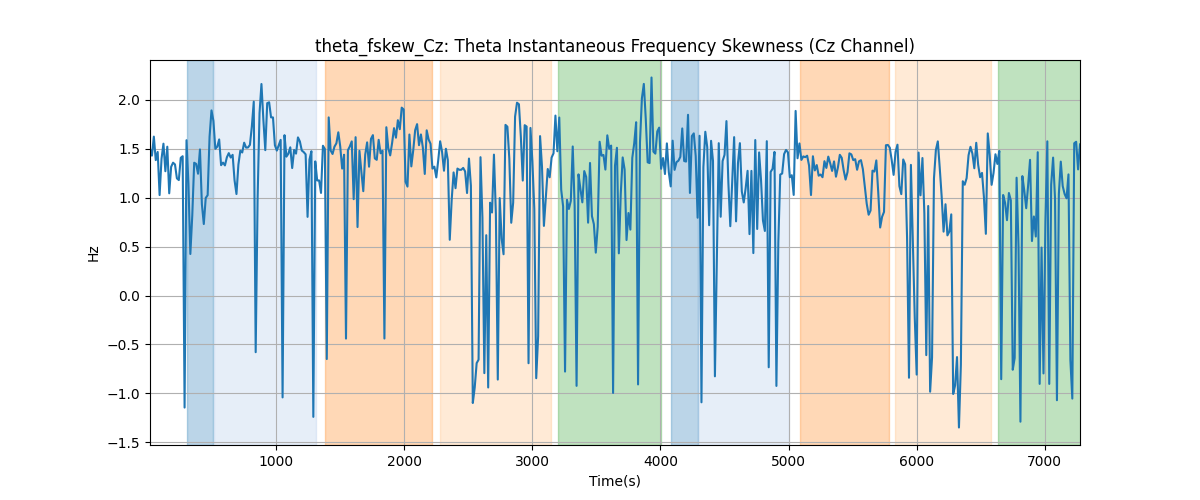 theta_fskew_Cz: Theta Instantaneous Frequency Skewness (Cz Channel)
2.0
1.5
1.0
0.5
0.0
−0.5
−1.0
−1.5
Hz
1000 2000 3000 4000 5000 6000 7000
Time(s)